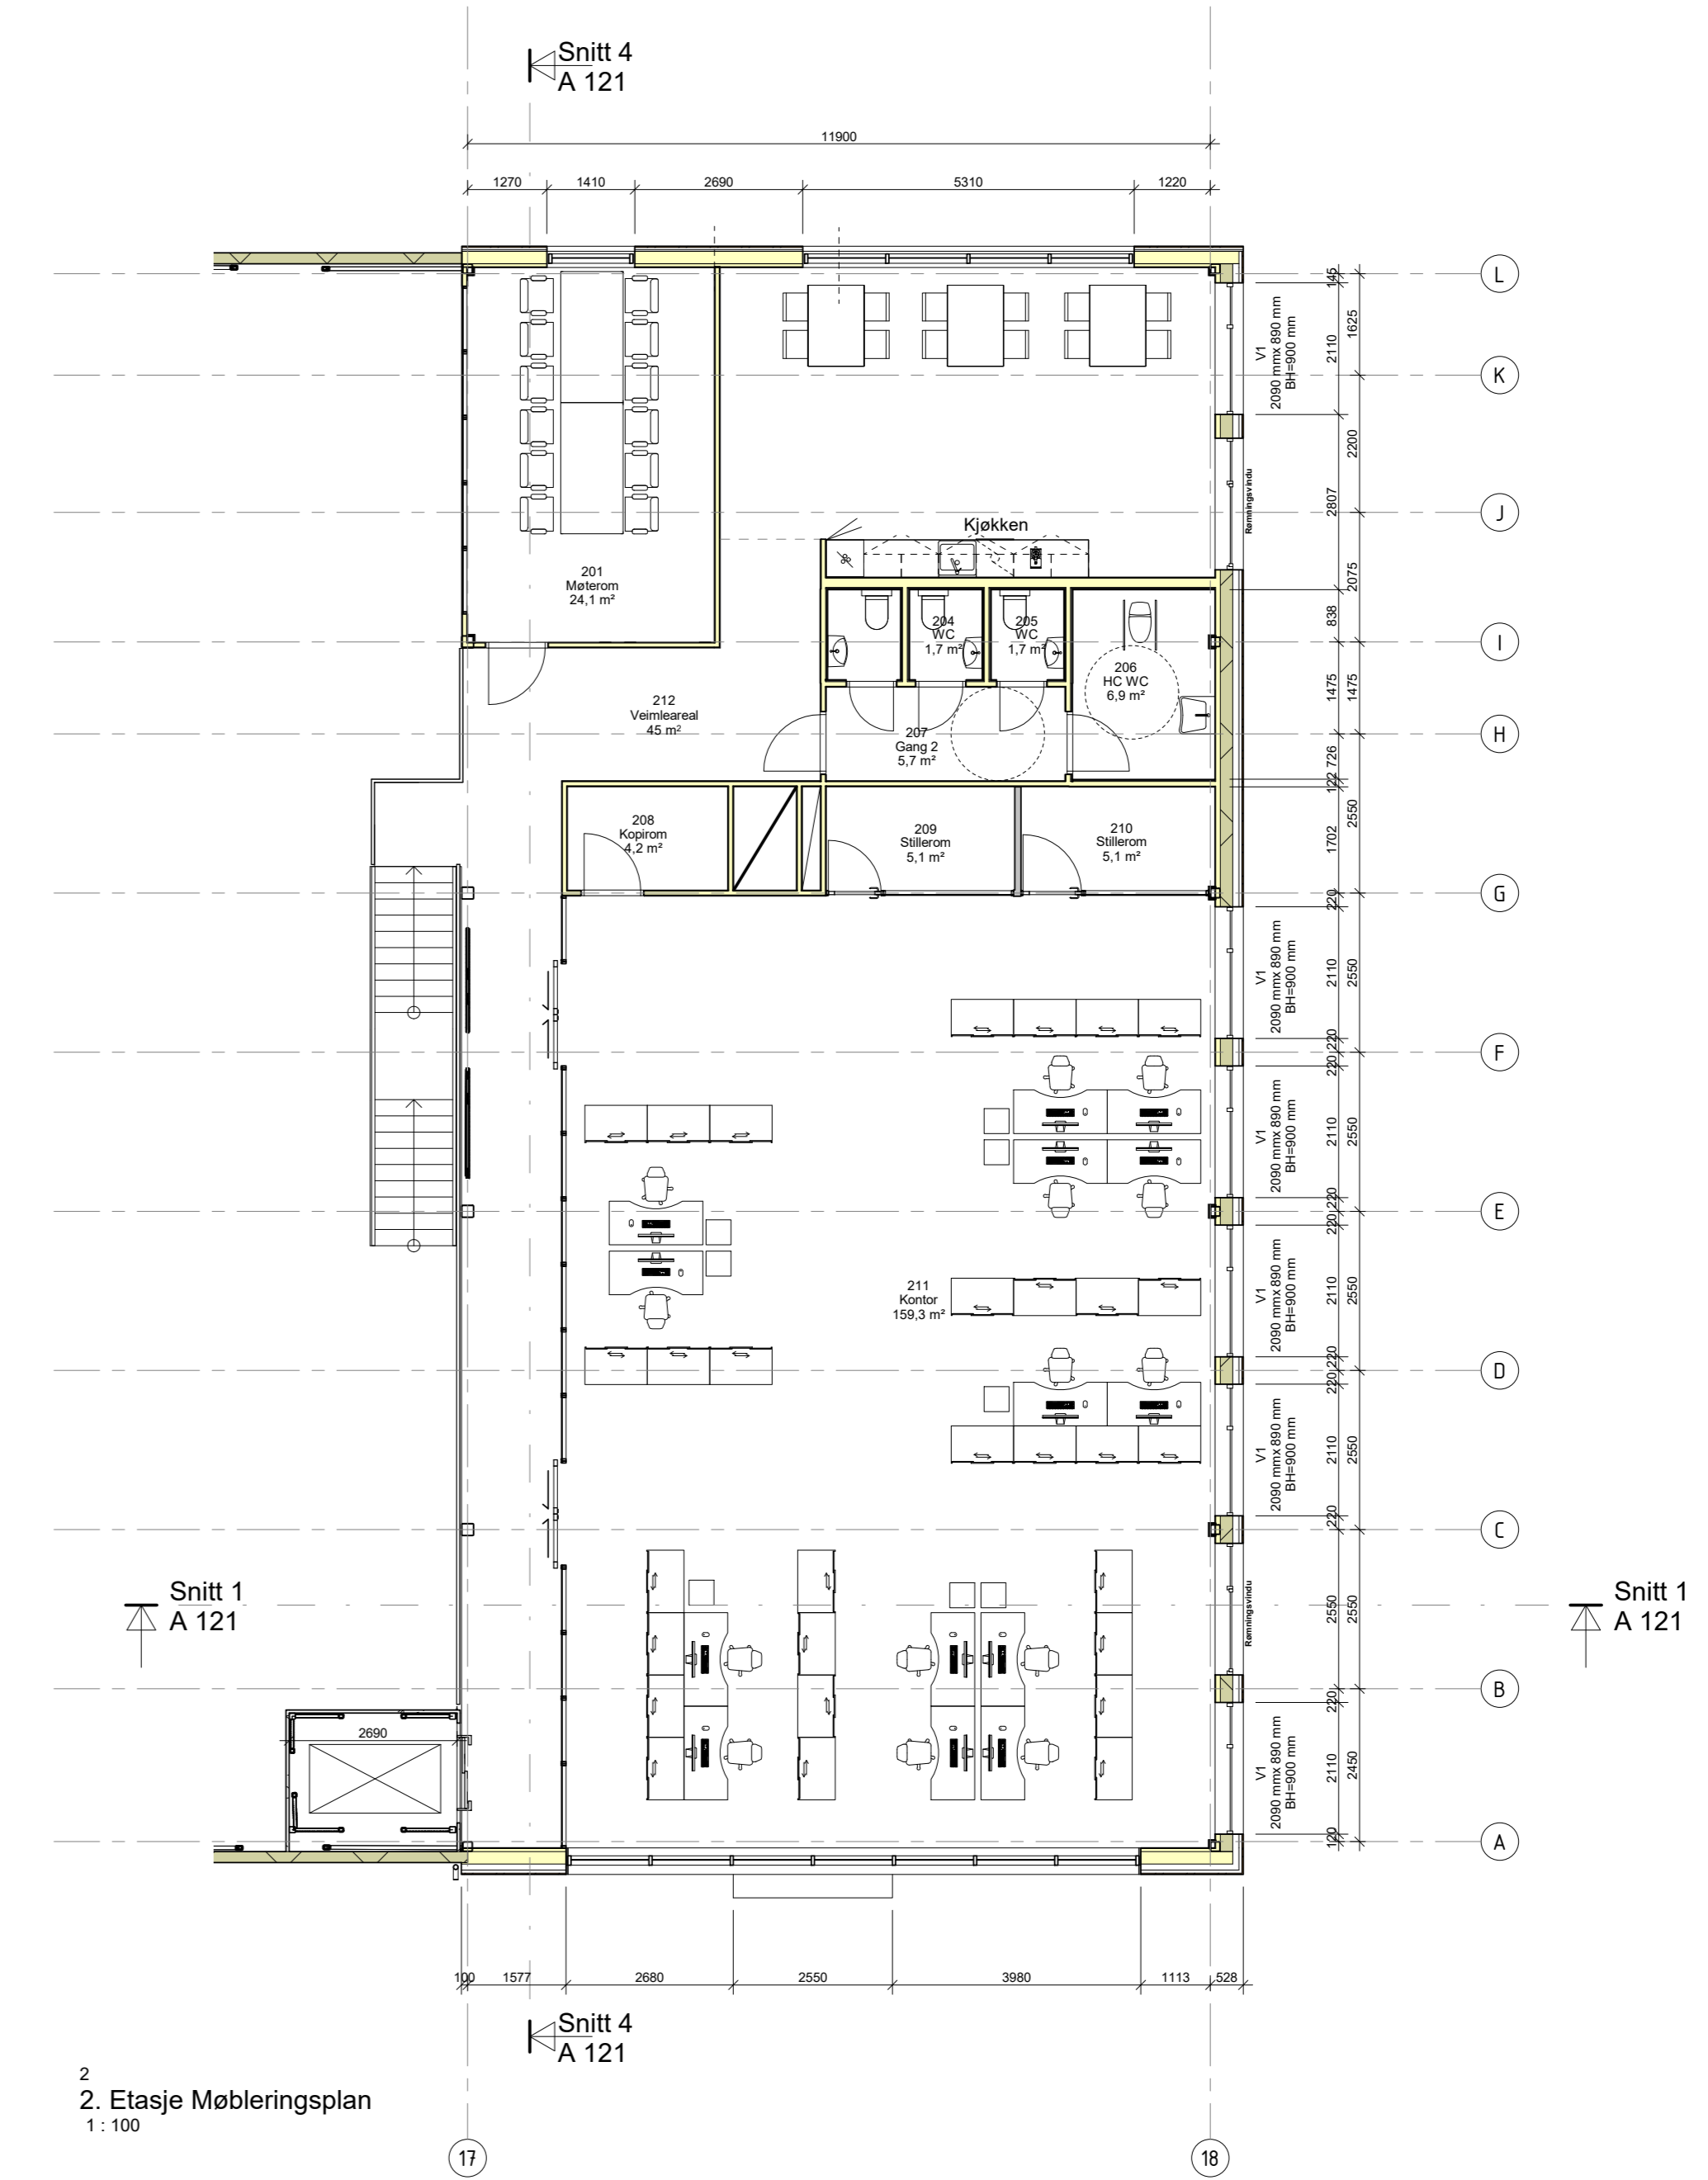 Snitt 4
A 121
11900
1270
1410
2690
5310
1220
L
145
1625
2110
V1
2090 mmx 890 mm
BH=900 mm
K
2200
Rømningsvindu
2807
J
Kjøkken
201
Møterom
24,1 m²
2075
838
204
WC
1,7 m²
205
WC
1,7 m²
I
206
HC WC
6,9 m²
1475
1475
212
Veimleareal
45 m²
207
Gang 2
5,7 m²
H
726
122
2550
1702
208
Kopirom
4,2 m²
209
Stillerom
5,1 m²
210
Stillerom
5,1 m²
G
220
V1
2090 mmx 890 mm
BH=900 mm
2110
2550
220
F
220
V1
2090 mmx 890 mm
BH=900 mm
2110
2550
220
E
220
211
Kontor
159,3 m²
V1
2090 mmx 890 mm
BH=900 mm
2110
2550
220
D
220
V1
2090 mmx 890 mm
BH=900 mm
2110
2550
220
C
Snitt 1
A 121
Rømningsvindu
2550
2550
Snitt 1
A 121
B
220
2690
V1
2090 mmx 890 mm
BH=900 mm
2110
2450
120
A
100
1577
2680
2550
3980
1113
528
Snitt 4
A 121
2
2. Etasje Møbleringsplan
1 : 100
17
18